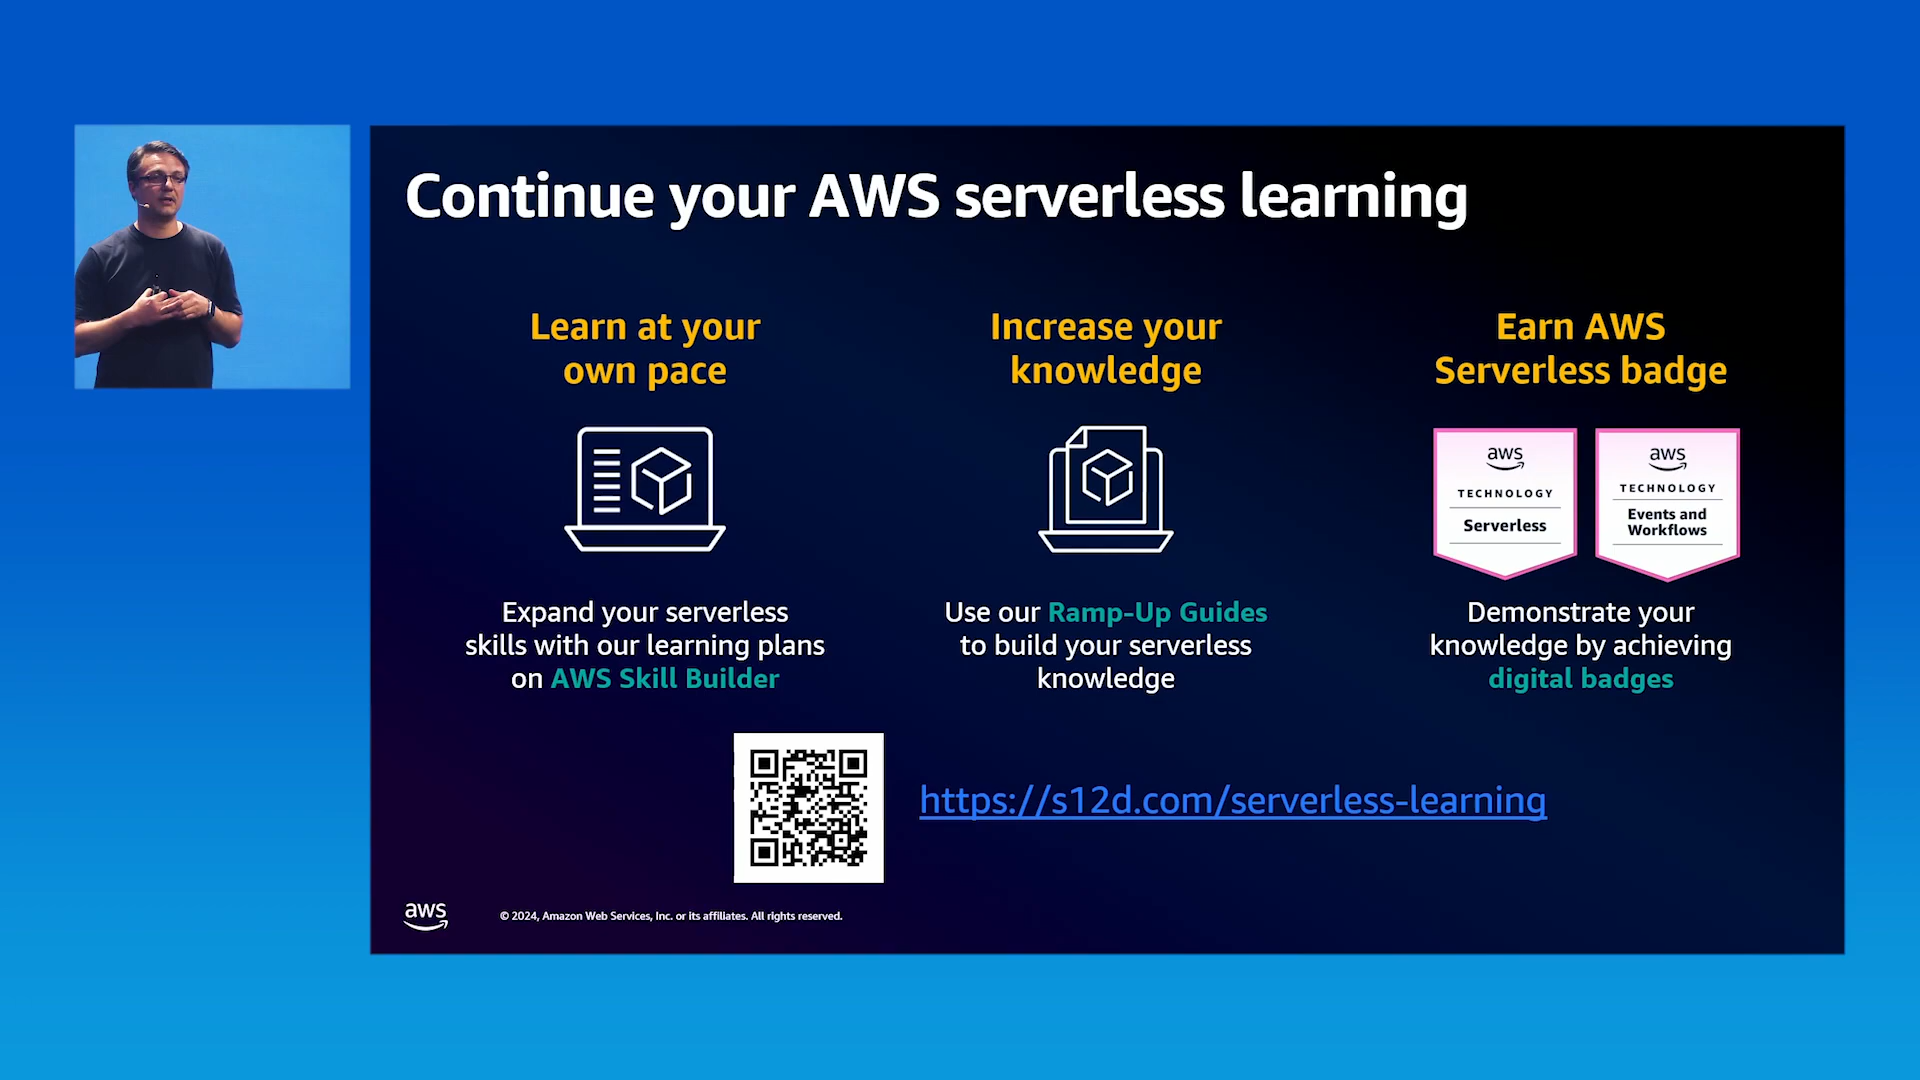 Continue your AWS serverless learning
Learn at your
own pace
Expand your serverless
skills with our learning plans
on AWS Skill Builder
Increase your
knowledge
Use our Ramp-Up Guides
to build your serverless
knowledge
Earn AWS
Serverless badge
aws
TECHNOLOGY
Serverless
aws
TECHNOLOGY
Events and
Workflows
Demonstrate your
knowledge by achieving
digital badges
https://s12d.com/serverless-learning
aws
© 2024, Amazon Web Services, Inc. or its affiliates. All rights reserved.